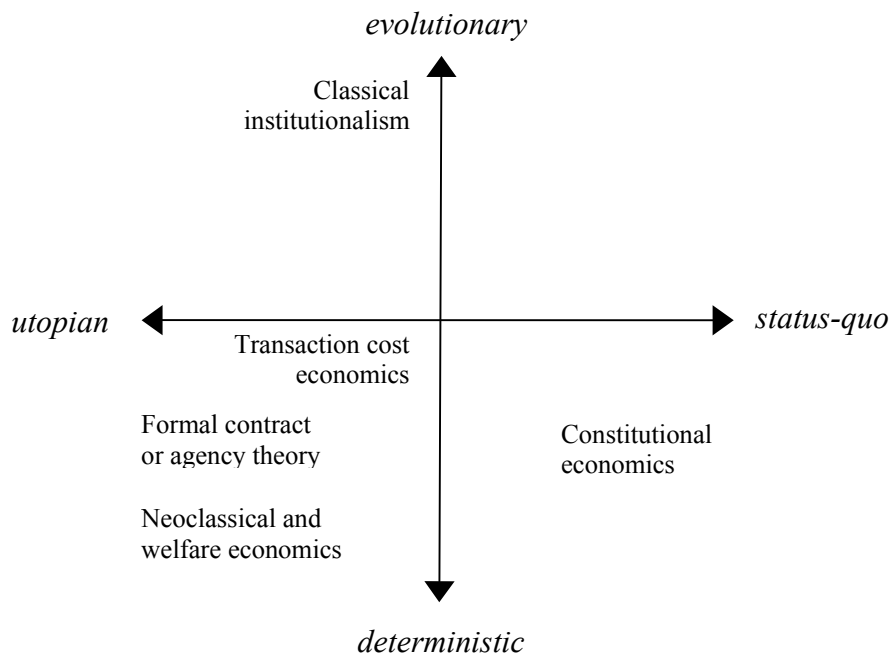 evolutionary
Classical
institutionalism
utopian
status-quo
Transaction cost
economics
Formal contract
or agency theory
Constitutional
economics
Neoclassical and
welfare economics
deterministic